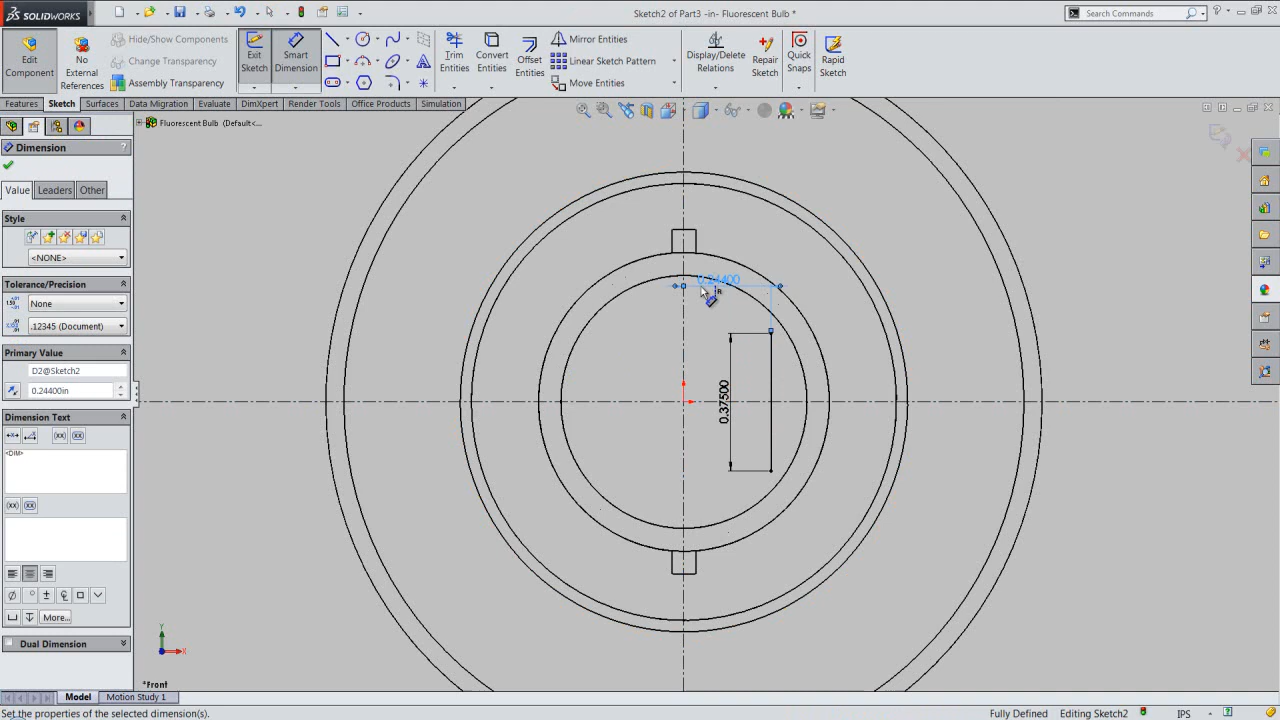 SOLIDWORKS
Sketch2 of Part3 -in- Fluorescent Bulb *
Search Commands
Edit Component
No External References
Hide/Show Components
Change Transparency
Assembly Transparency
Exit Sketch
Smart Dimension
Trim Entities
Convert Entities
Offset Entities
Mirror Entities
Linear Sketch Pattern
Move Entities
Display/Delete Relations
Repair Sketch
Quick Snaps
Rapid Sketch
Features
Sketch
Surfaces
Data Migration
Evaluate
DimXpert
Render Tools
Office Products
Simulation
Fluorescent Bulb (Default<...
Dimension
?
Value
Leaders
Other
Style
<NONE>
Tolerance/Precision
None
.12345 (Document)
Primary Value
D2@Sketch2
0.24400in
Dimension Text
<DIM>
More...
Dual Dimension
0.24400
0.37500
Y
X
*Front
Model
Motion Study 1
Set the properties of the selected dimension(s).
Fully Defined
Editing Sketch2
IPS